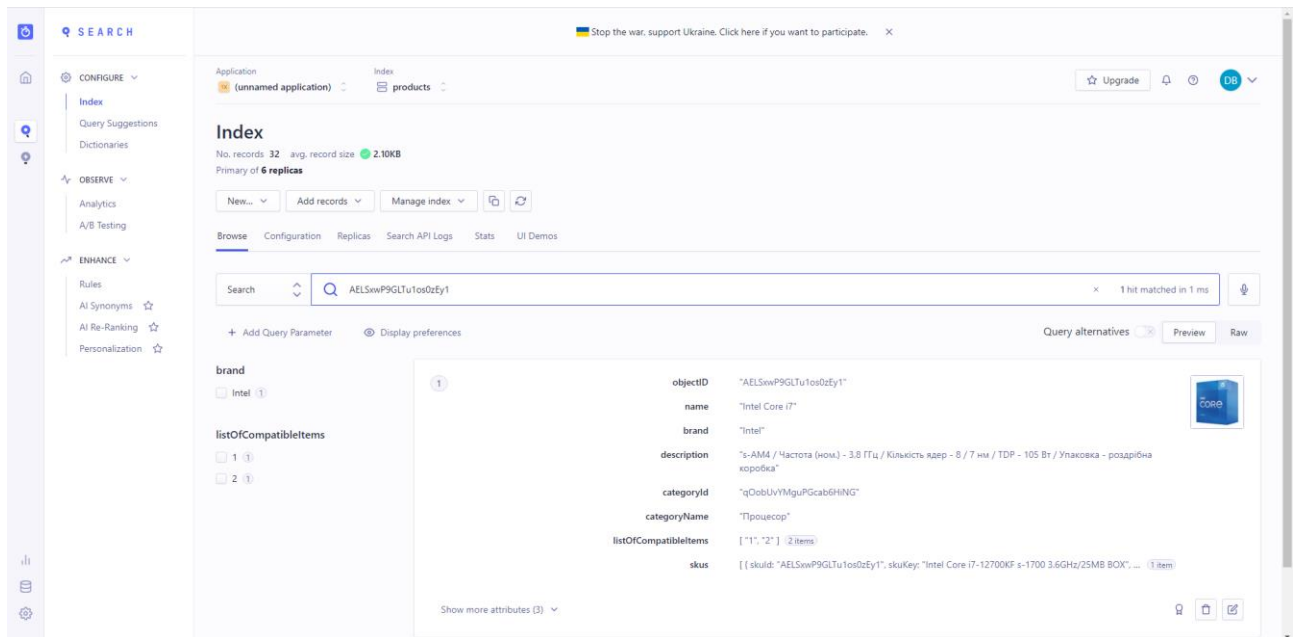 SEARCH
Stop the war, support Ukraine. Click here if you want to participate.
CONFIGURE
Index
Query Suggestions
Dictionaries
OBSERVE
Analytics
A/B Testing
ENHANCE
Rules
AI Synonyms
AI Re-Ranking
Personalization
Application
(unnamed application)
Index
products
Upgrade
DB
Index
No. records 32 avg. record size 2.10KB
Primary of 6 replicas
New...
Add records
Manage index
Browse
Configuration
Replicas
Search API Logs
Stats
UI Demos
Search
AELSxwP9GLTu1os0zEy1
1 hit matched in 1 ms
+ Add Query Parameter
Display preferences
Query alternatives
Preview
Raw
brand
Intel 1
listOfCompatibleItems
1 1
2 1
1
objectID "AELSxwP9GLTu1os0zEy1"
name "Intel Core i7"
brand "Intel"
description "s-AM4 / Частота (ном.) - 3.8 ГГц / Кількість ядер - 8 / 7 нм / TDP - 105 Вт / Упаковка - роздрібна
коробка"
categoryId "qOobUvYMguPGcab6HiNG"
categoryName "Процесор"
listOfCompatibleItems [ "1", "2" ] 2 items
skus [ { skuId: "AELSxwP9GLTu1os0zEy1", skuKey: "Intel Core i7-12700KF s-1700 3.6GHz/25MB BOX", ... 1 item
CORE
Show more attributes (3)